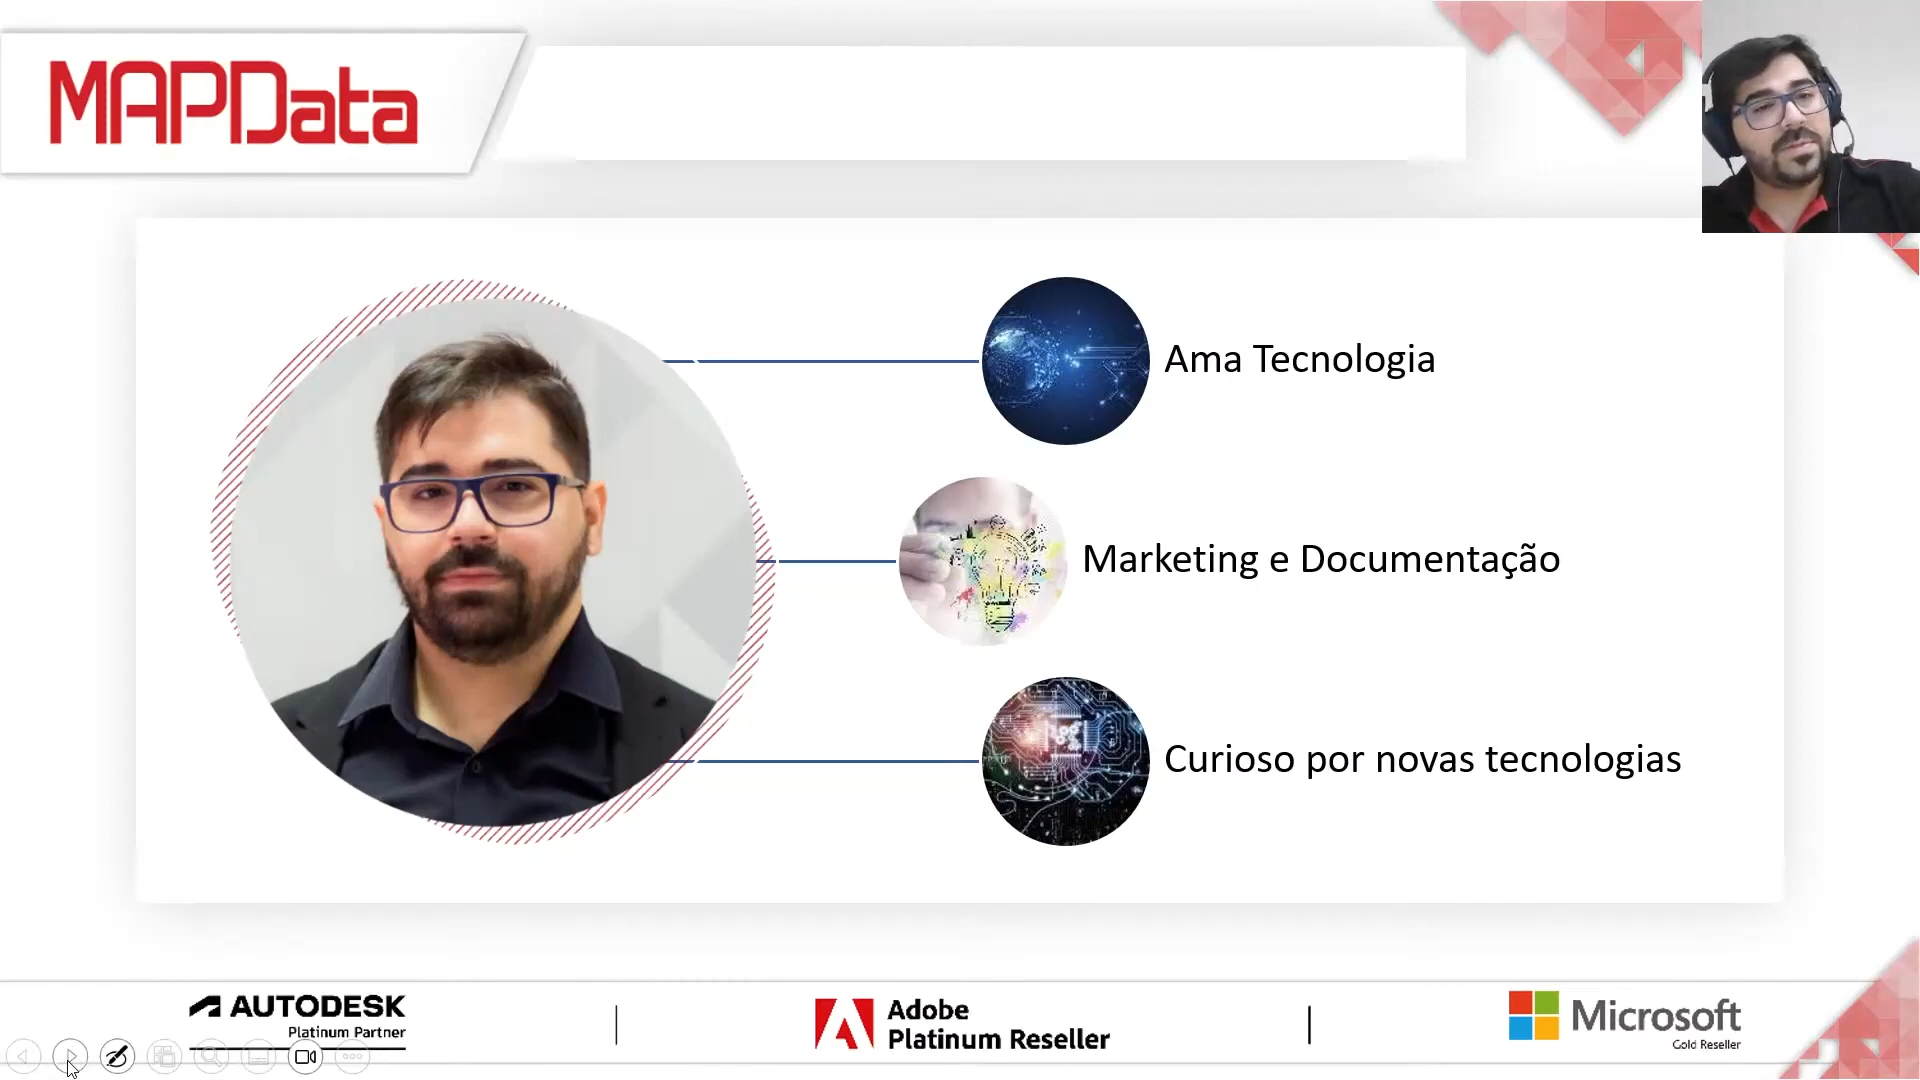 MAPData
Ama Tecnologia
Marketing e Documentação
Curioso por novas tecnologias
AUTODESK
Platinum Partner
Adobe
Platinum Reseller
Microsoft
Gold Reseller